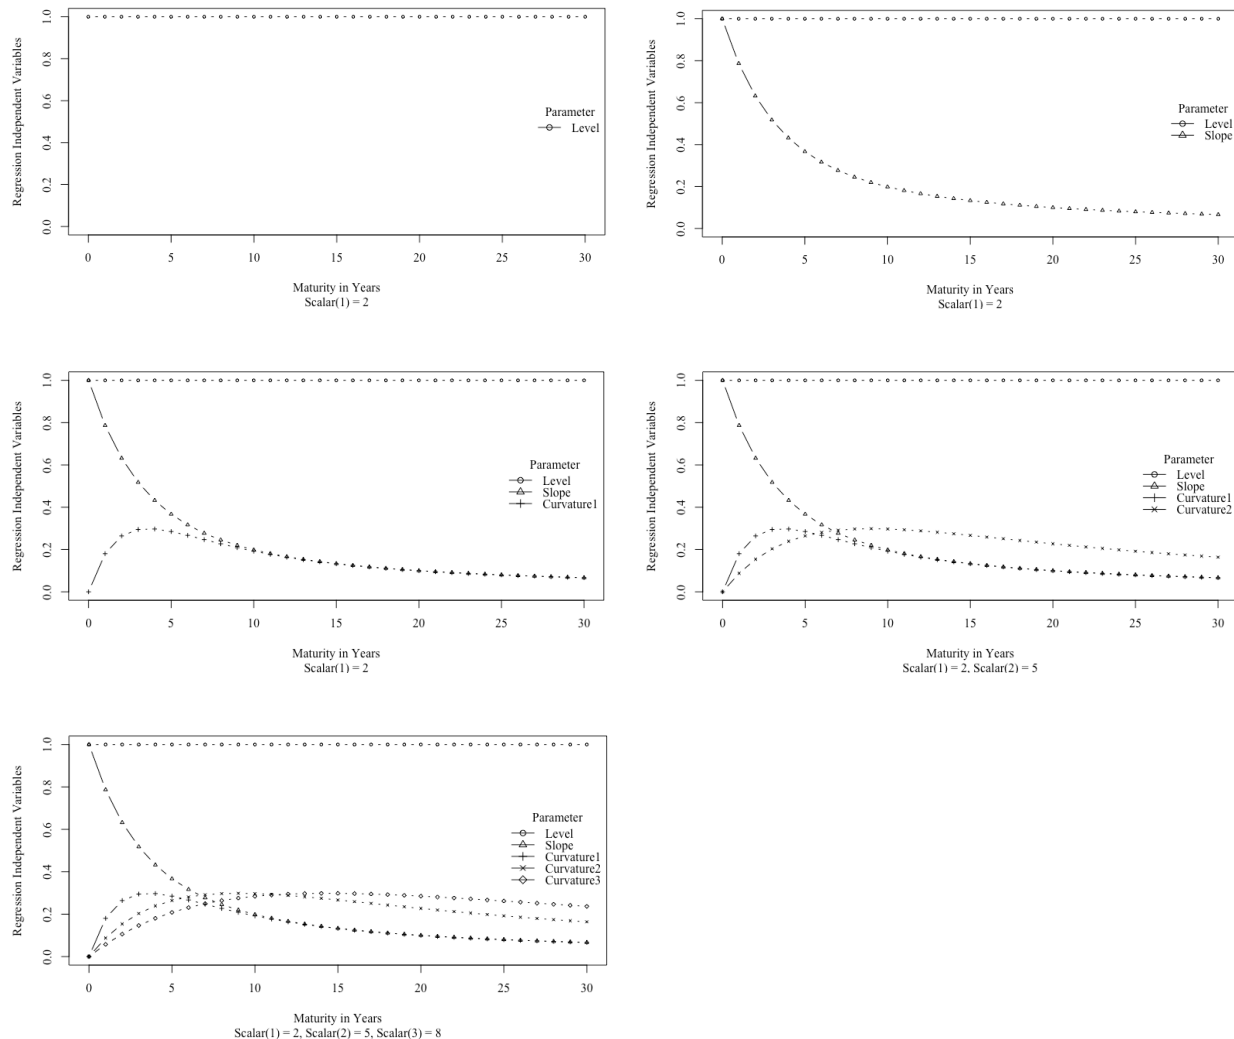 Regression Independent Variables
1.0
0.8
0.6
0.4
0.2
0.0
Parameter
Level
0 5 10 15 20 25 30
Maturity in Years
Scalar(1) = 2
Regression Independent Variables
1.0
0.8
0.6
0.4
0.2
0.0
Parameter
Level
Slope
0 5 10 15 20 25 30
Maturity in Years
Scalar(1) = 2
Regression Independent Variables
1.0
0.8
0.6
0.4
0.2
0.0
Parameter
Level
Slope
Curvature1
0 5 10 15 20 25 30
Maturity in Years
Scalar(1) = 2
Regression Independent Variables
1.0
0.8
0.6
0.4
0.2
0.0
Parameter
Level
Slope
Curvature1
Curvature2
0 5 10 15 20 25 30
Maturity in Years
Scalar(1) = 2, Scalar(2) = 5
Regression Independent Variables
1.0
0.8
0.6
0.4
0.2
0.0
Parameter
Level
Slope
Curvature1
Curvature2
Curvature3
0 5 10 15 20 25 30
Maturity in Years
Scalar(1) = 2, Scalar(2) = 5, Scalar(3) = 8